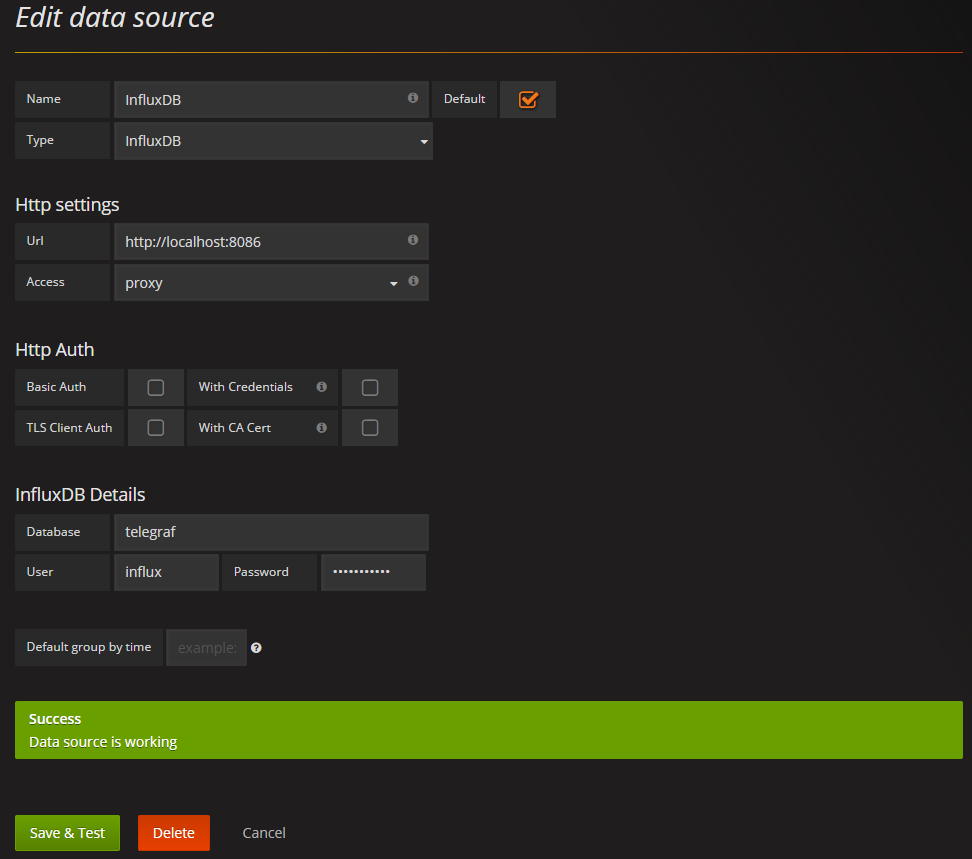 Edit data source
Name InfluxDB Default
Type InfluxDB
Http settings
Url http://localhost:8086
Access proxy
Http Auth
Basic Auth With Credentials
TLS Client Auth With CA Cert
InfluxDB Details
Database telegraf
User influx Password •••••••••••
Default group by time example:
Success
Data source is working
Save & Test Delete Cancel